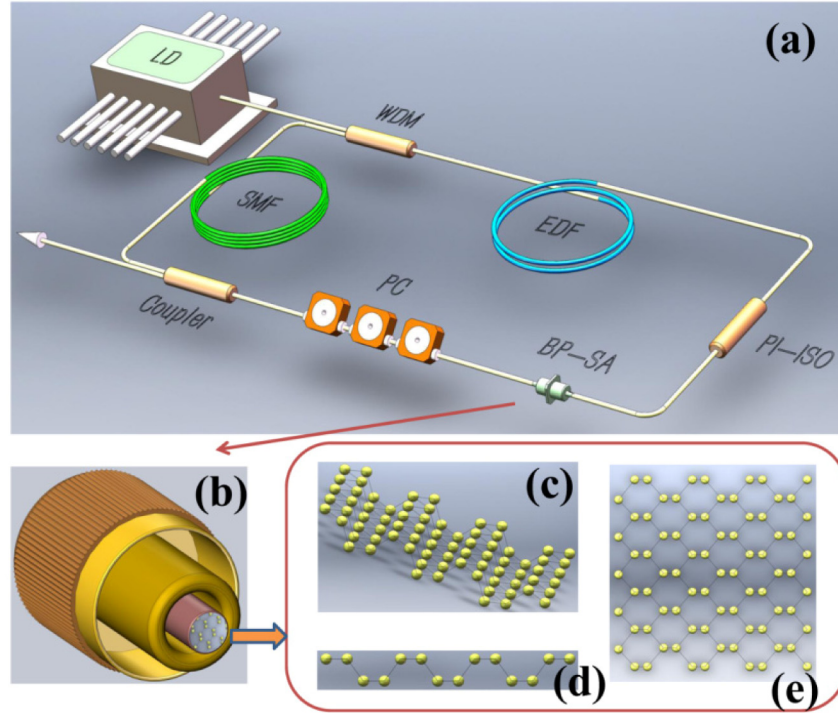 (a)
LD
WDM
SMF
EDF
PC
Coupler
BP-SA
PI-ISO
(b)
(c)
(d)
(e)